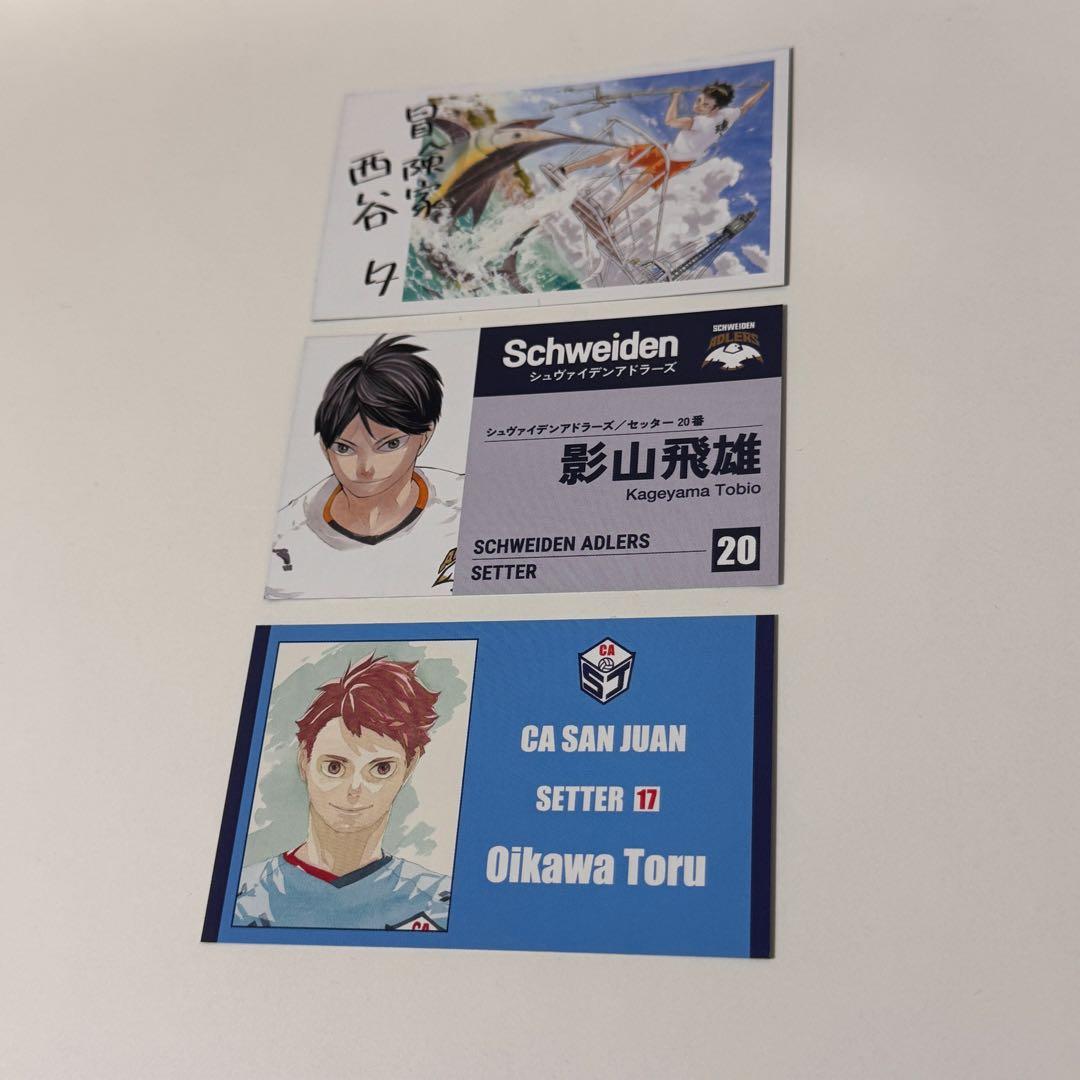 冒険家
西谷 夕
Schweiden
シュヴァイデンアドラーズ
SCHWEIDEN
ADLERS
シュヴァイデンアドラーズ／セッター 20番
影山飛雄
Kageyama Tobio
SCHWEIDEN ADLERS
SETTER
20
CA
ST
CA SAN JUAN
SETTER 17
Oikawa Toru
CA